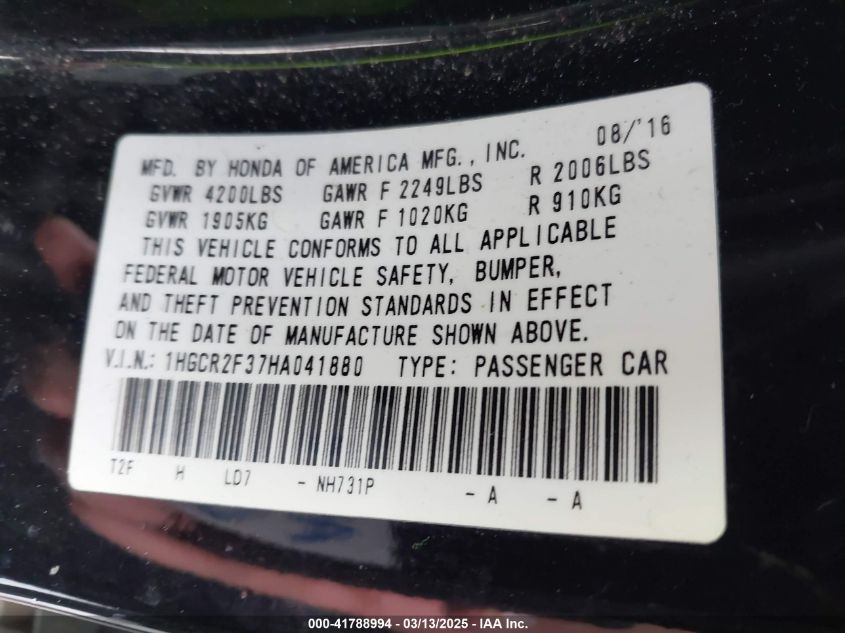 08/'16
MFD. BY HONDA OF AMERICA MFG., INC.
GVWR 4200LBS GAWR F 2249LBS R 2006LBS
GVWR 1905KG GAWR F 1020KG R 910KG
THIS VEHICLE CONFORMS TO ALL APPLICABLE
FEDERAL MOTOR VEHICLE SAFETY, BUMPER,
AND THEFT PREVENTION STANDARDS IN EFFECT
ON THE DATE OF MANUFACTURE SHOWN ABOVE.
V.I.N.: 1HGCR2F37HA041880 TYPE: PASSENGER CAR
T2F H LD7 - NH731P - A - A
000-41788994 - 03/13/2025 - IAA Inc.